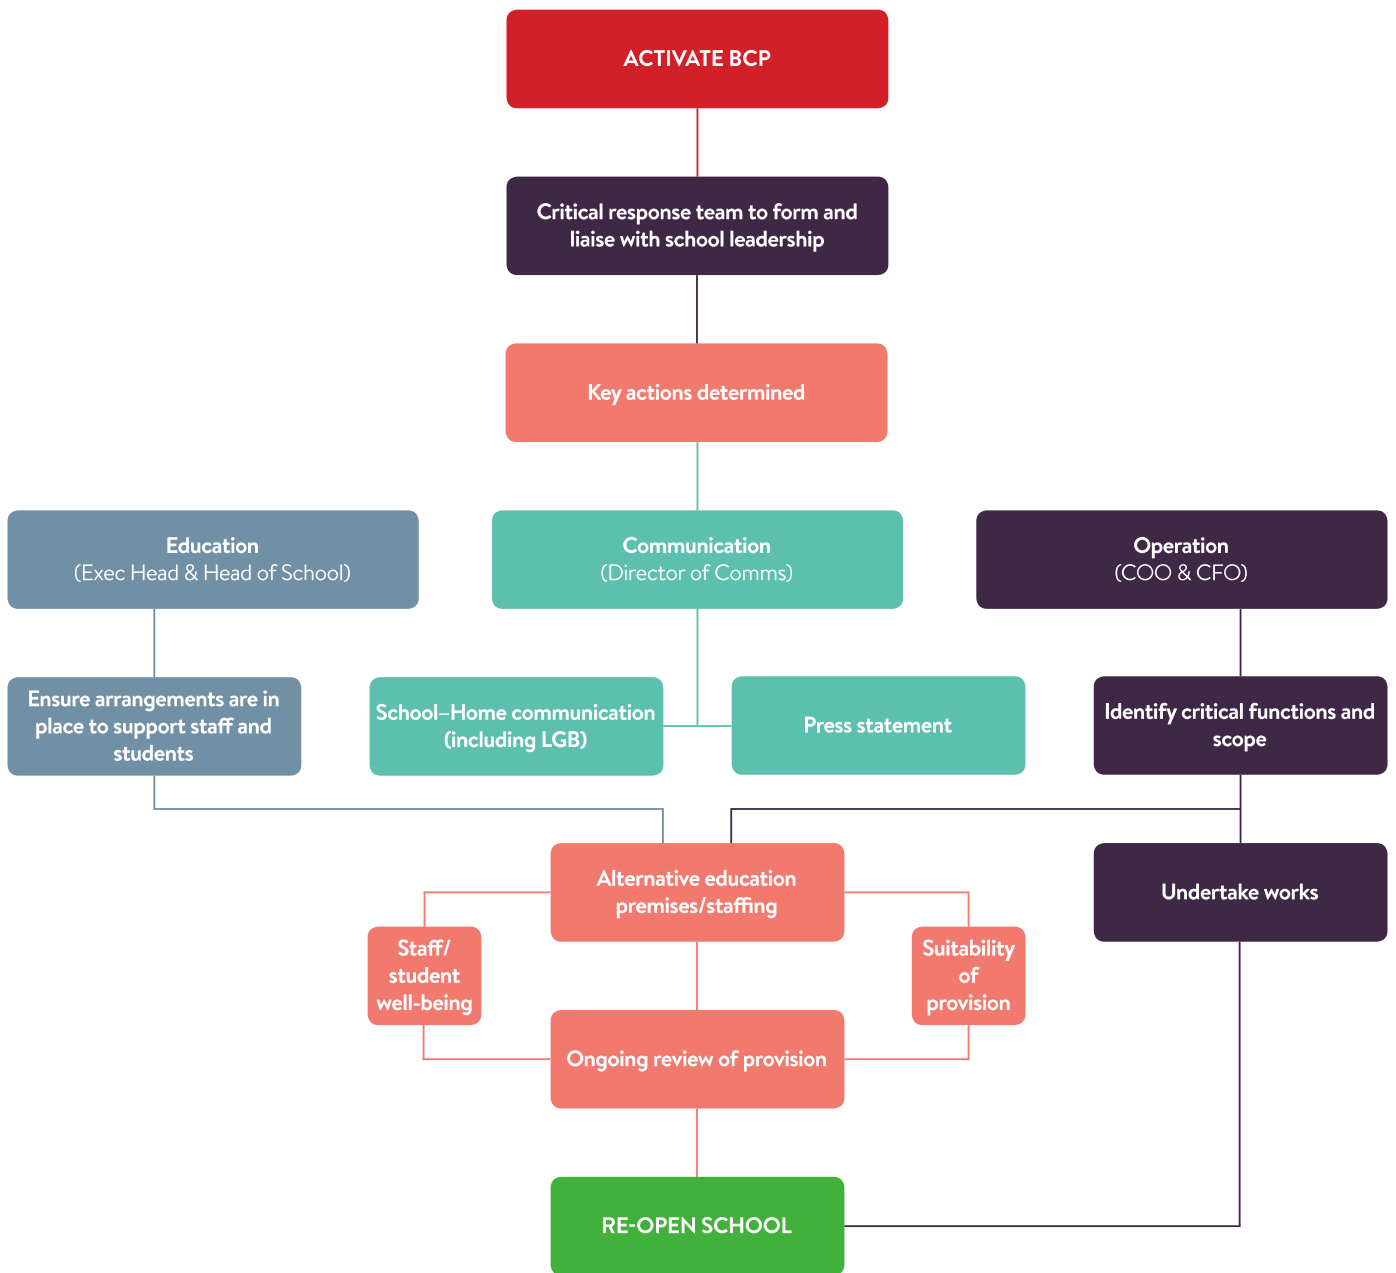 ACTIVATE BCP
Critical response team to form and
liaise with school leadership
Key actions determined
Education
(Exec Head & Head of School)
Communication
(Director of Comms)
Operation
(COO & CFO)
Ensure arrangements are in
place to support staff and
students
School–Home communication
(including LGB)
Press statement
Identify critical functions and
scope
Alternative education
premises/staffing
Undertake works
Staff/
student
well-being
Suitability
of
provision
Ongoing review of provision
RE-OPEN SCHOOL